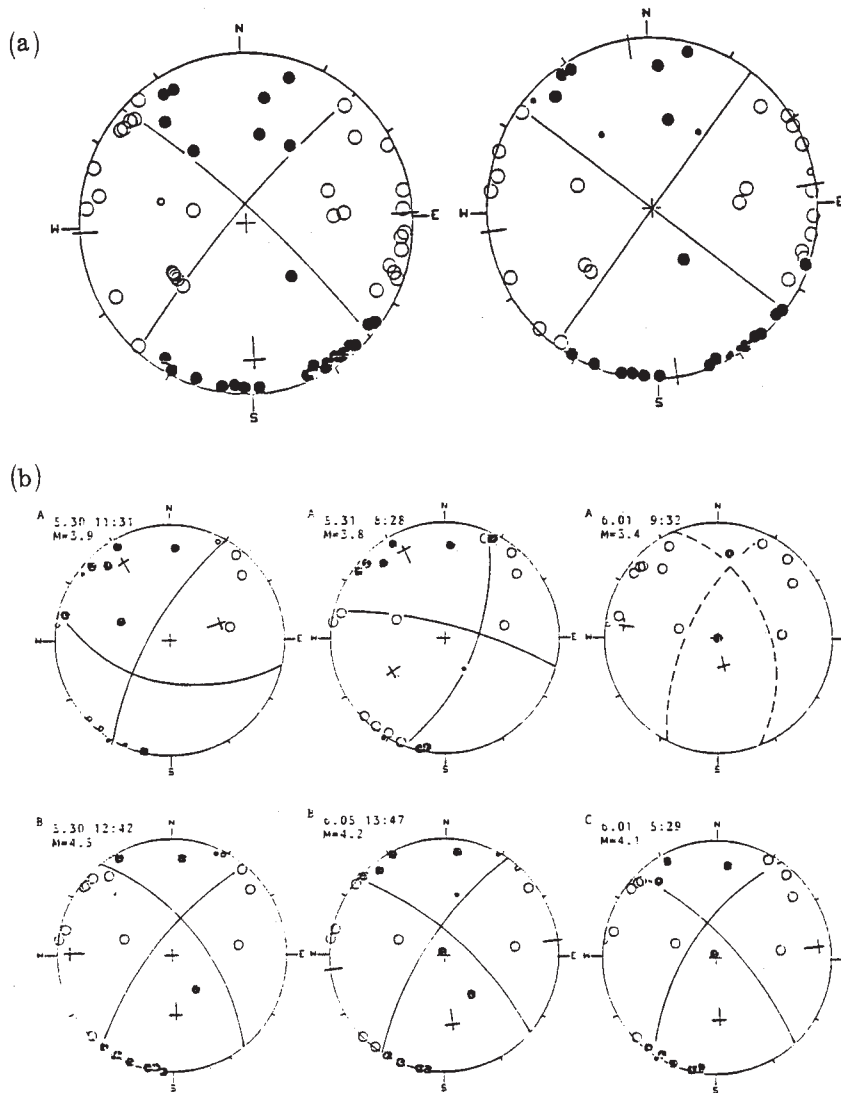 (a)
N
W E
S
N
W E
S
(b)
A 5.30 11:31
M=3.9
N
W E
S
A 5.31 8:28
M=3.8
N
W E
S
A 6.01 9:32
M=3.4
N
W
S
B 5.30 12:42
M=4.5
N
W E
S
B 6.05 13:47
M=4.2
N
W E
S
C 6.01 5:29
M=4.1
N
W
S